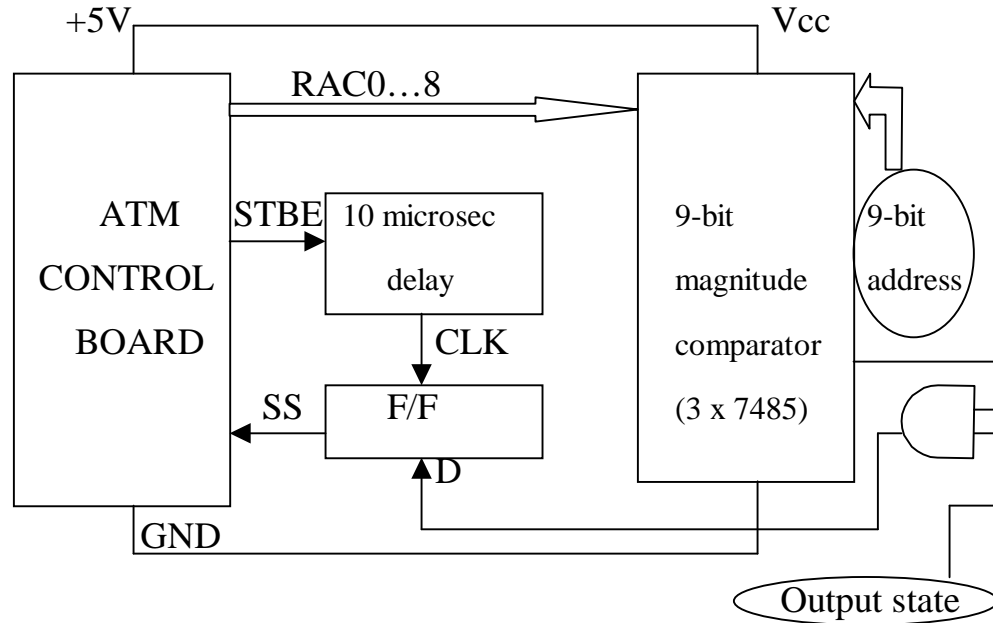 +5V
Vcc
RAC0…8
ATM
CONTROL
BOARD
STBE
10 microsec
delay
9-bit
magnitude
comparator
(3 x 7485)
9-bit
address
CLK
SS
F/F
D
GND
Output state